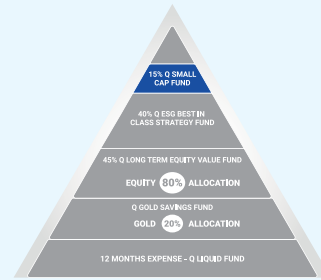 15% Q SMALL
CAP FUND
40% Q ESG BEST IN
CLASS STRATEGY FUND
45% Q LONG TERM EQUITY VALUE FUND
EQUITY 80% ALLOCATION
Q GOLD SAVINGS FUND
GOLD 20% ALLOCATION
12 MONTHS EXPENSE - Q LIQUID FUND